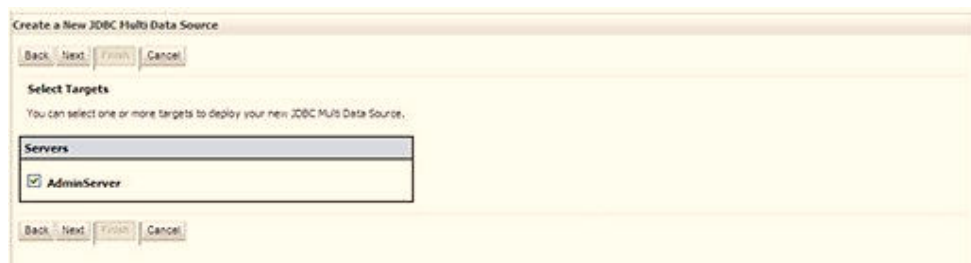 Create a New JDBC Multi Data Source
Back Next Finish Cancel
Select Targets
You can select one or more targets to deploy your new JDBC Multi Data Source.
Servers
AdminServer
Back Next Finish Cancel